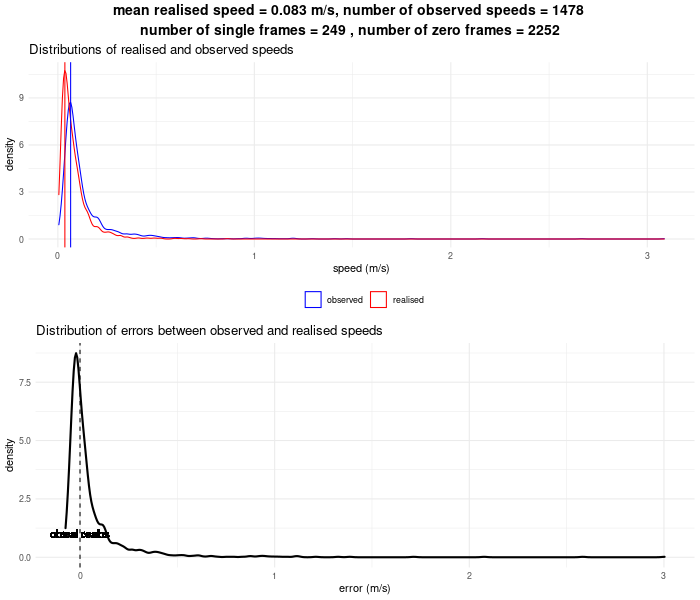 mean realised speed = 0.083 m/s, number of observed speeds = 1478
number of single frames = 249 , number of zero frames = 2252
Distributions of realised and observed speeds
9
6
3
0
density
0 1 2 3
speed (m/s)
observed realised
Distribution of errors between observed and realised speeds
7.5
5.0
2.5
0.0
density
0 1 2 3
error (m/s)